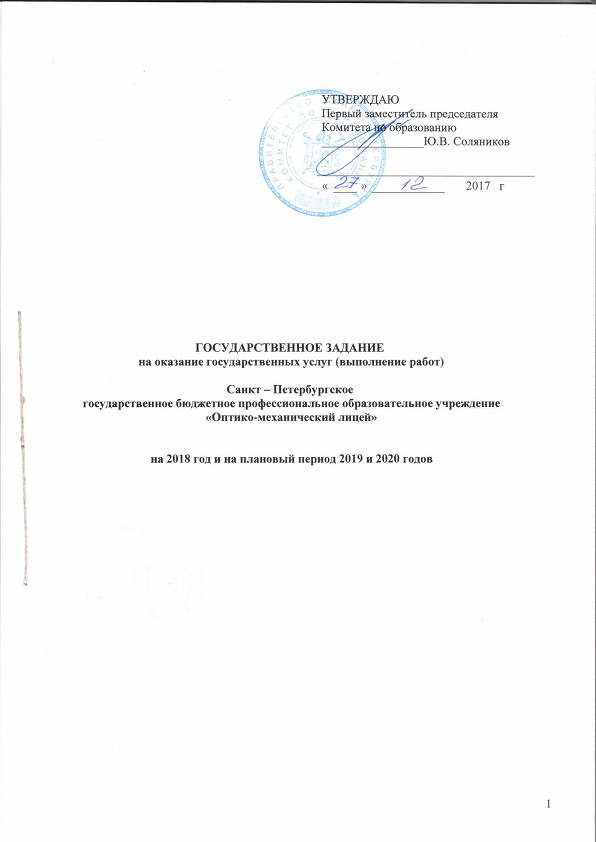 УТВЕРЖДАЮ
Первый заместитель председателя
Комитета по образованию
Ю.В. Соляников
« 27 » 12 2017 г
ГОСУДАРСТВЕННОЕ ЗАДАНИЕ
на оказание государственных услуг (выполнение работ)
Санкт – Петербургское
государственное бюджетное профессиональное образовательное учреждение
«Оптико-механический лицей»
на 2018 год и на плановый период 2019 и 2020 годов
1